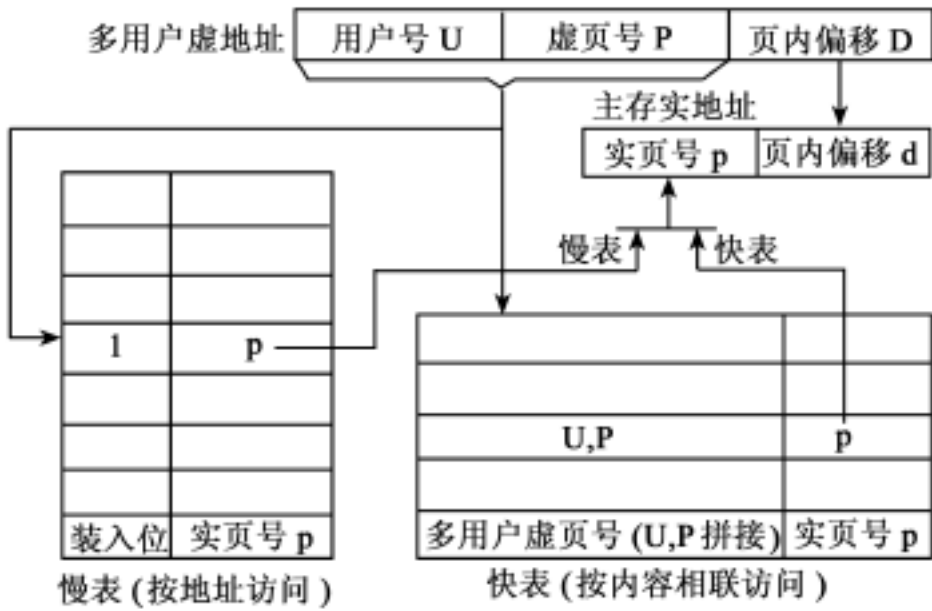 多用户虚地址 用户号 U 虚页号 P 页内偏移 D
主存实地址
实页号 p 页内偏移 d
慢表 快表
1 p
U,P p
装入位 实页号 p 多用户虚页号 (U,P 拼接) 实页号 p
慢表 (按地址访问) 快表 (按内容相联访问)